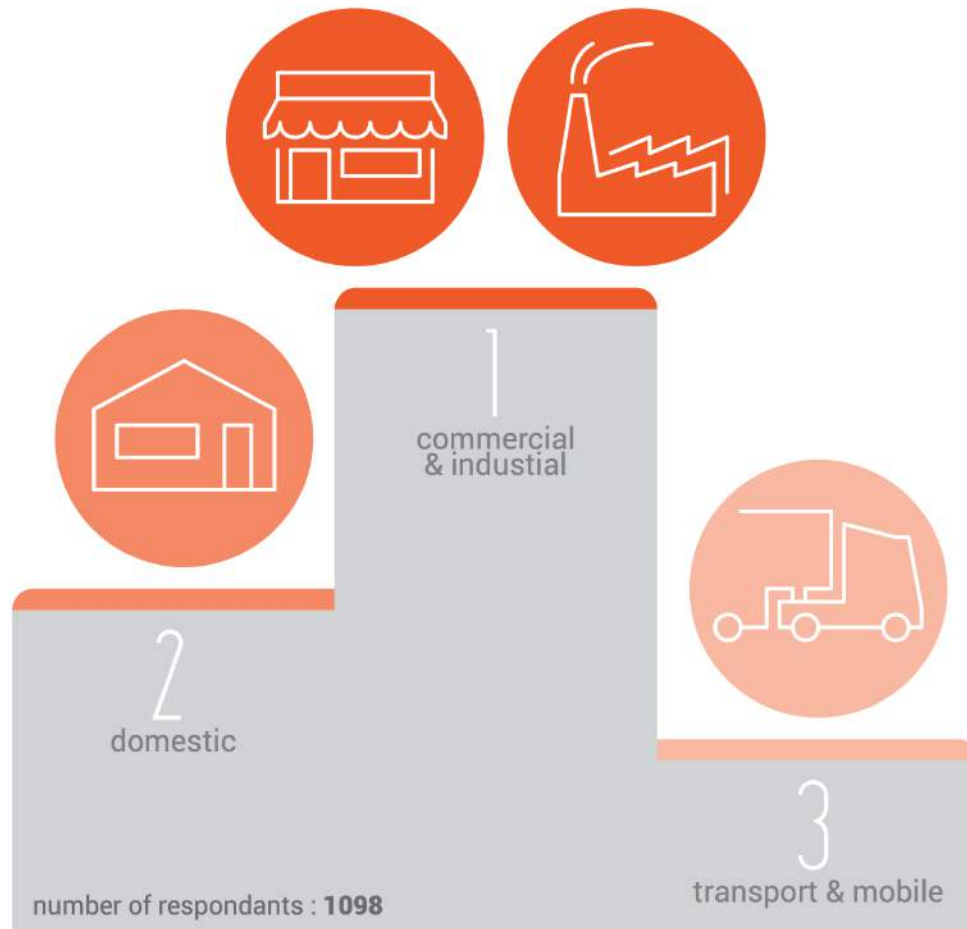 1
commercial
& industial
2
domestic
3
transport & mobile
number of respondants : 1098